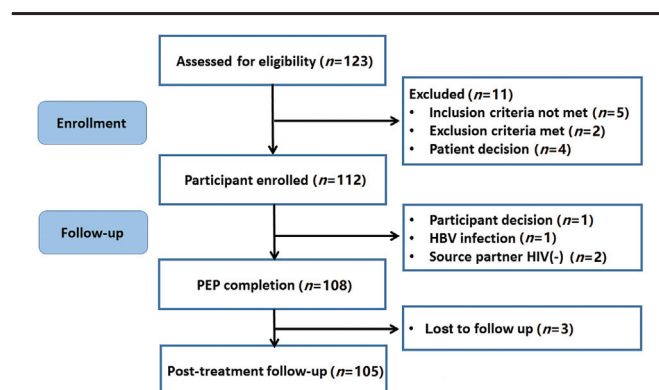 Assessed for eligibility (n=123)
Excluded (n=11)
• Inclusion criteria not met (n=5)
• Exclusion criteria met (n=2)
• Patient decision (n=4)
Enrollment
Participant enrolled (n=112)
• Participant decision (n=1)
• HBV infection (n=1)
• Source partner HIV(-) (n=2)
Follow-up
PEP completion (n=108)
• Lost to follow up (n=3)
Post-treatment follow-up (n=105)